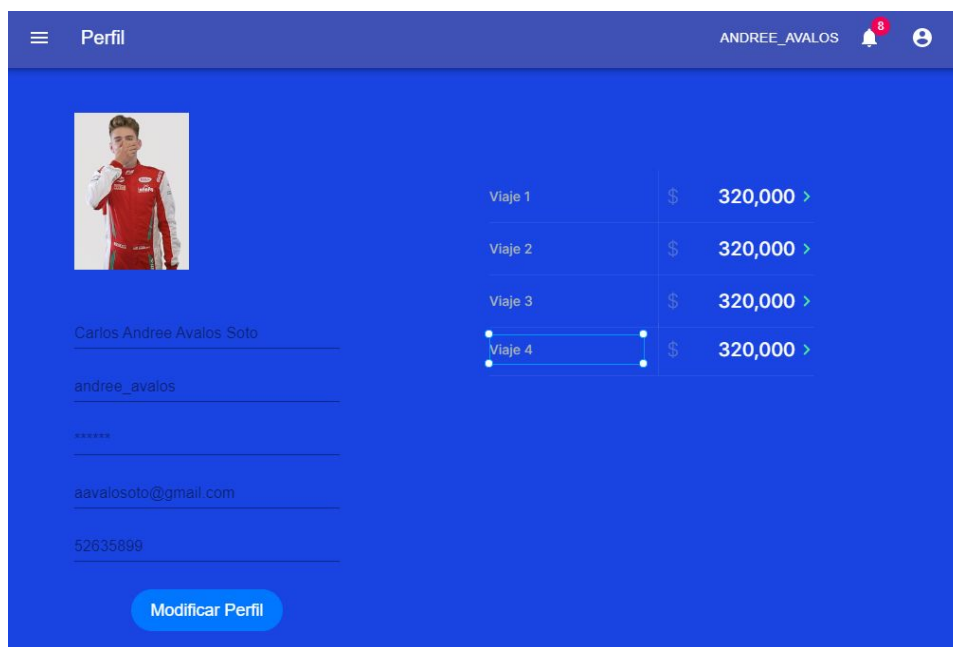 Perfil
ANDREE_AVALOS
8
Viaje 1 $ 320,000 >
Viaje 2 $ 320,000 >
Viaje 3 $ 320,000 >
Viaje 4 $ 320,000 >
Carlos Andree Avalos Soto
andree_avalos
******
aavalosoto@gmail.com
52635899
Modificar Perfil